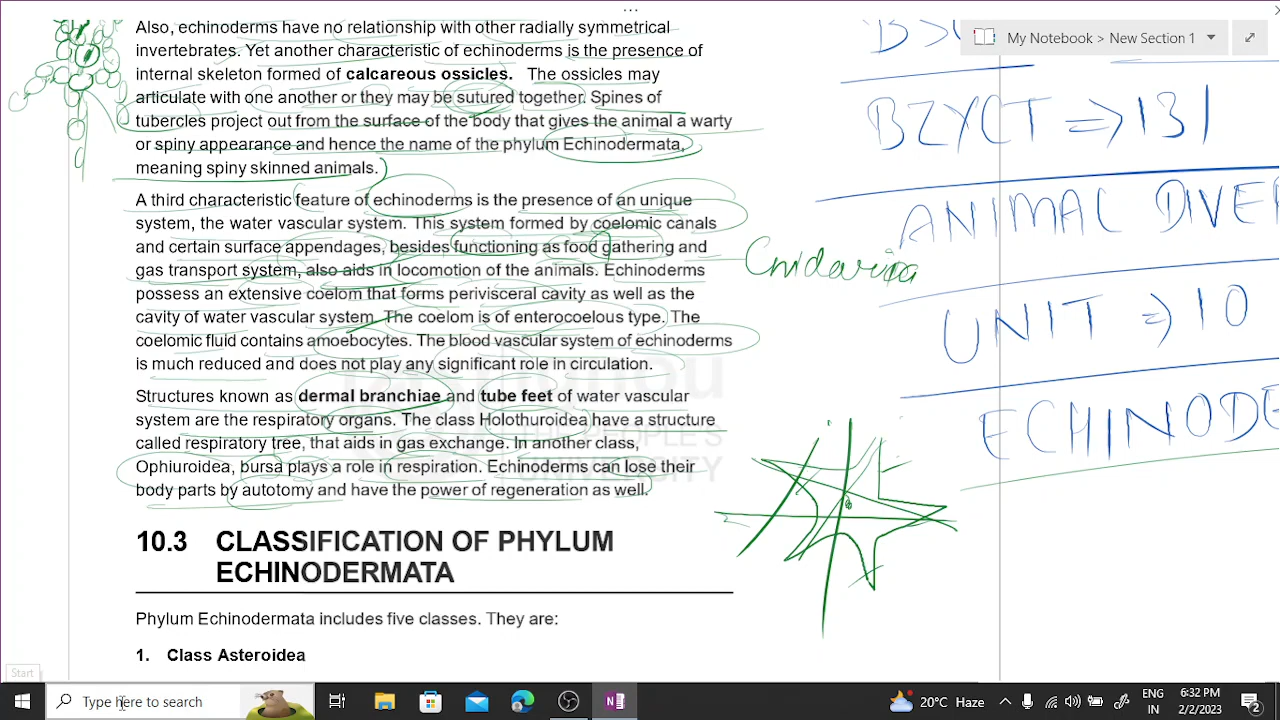 Also, echinoderms have no relationship with other radially symmetrical
invertebrates. Yet another characteristic of echinoderms is the presence of
internal skeleton formed of calcareous ossicles. The ossicles may
articulate with one another or they may be sutured together. Spines of
tubercles project out from the surface of the body that gives the animal a warty
or spiny appearance and hence the name of the phylum Echinodermata,
meaning spiny skinned animals.
A third characteristic feature of echinoderms is the presence of an unique
system, the water vascular system. This system formed by coelomic canals
and certain surface appendages, besides functioning as food gathering and
gas transport system, also aids in locomotion of the animals. Echinoderms
possess an extensive coelom that forms perivisceral cavity as well as the
cavity of water vascular system. The coelom is of enterocoelous type. The
coelomic fluid contains amoebocytes. The blood vascular system of echinoderms
is much reduced and does not play any significant role in circulation.
Structures known as dermal branchiae and tube feet of water vascular
system are the respiratory organs. The class Holothuroidea have a structure
called respiratory tree, that aids in gas exchange. In another class,
Ophiuroidea, bursa plays a role in respiration. Echinoderms can lose their
body parts by autotomy and have the power of regeneration as well.
THE PEOPLE'S
UNIVERSITY
10.3 CLASSIFICATION OF PHYLUM
ECHINODERMATA
Phylum Echinodermata includes five classes. They are:
1. Class Asteroidea
My Notebook > New Section 1
BZYCT => 131
ANIMAL DIVE
Cnidaria
UNIT => 10
ECHINODE
Start
Type here to search
20°C Haze
ENG
IN
6:32 PM
2/2/2023
2